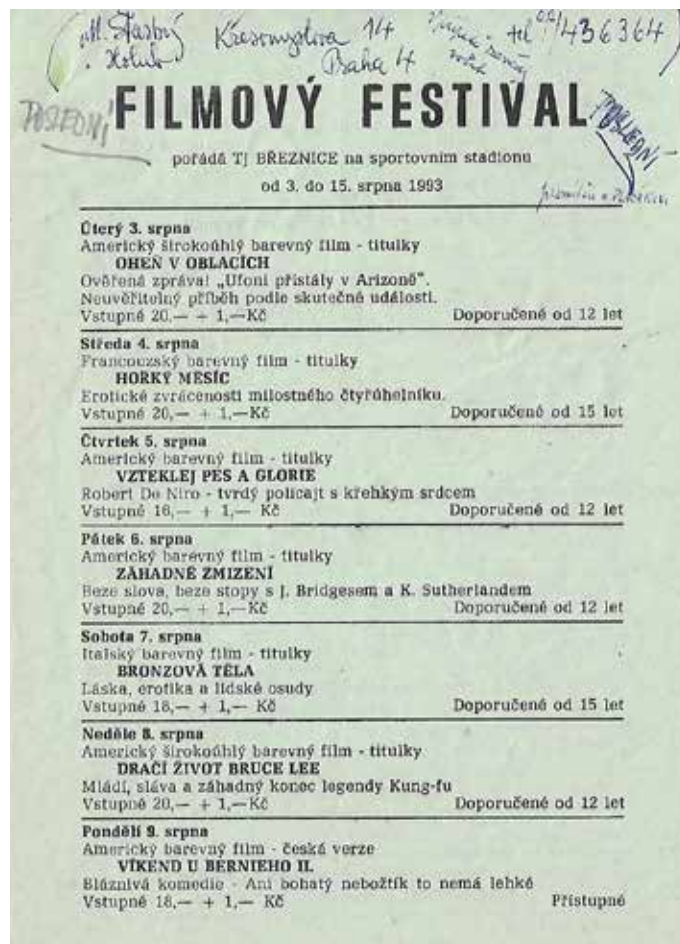 M. Šťastný Křesomyslova 14 tel 02/436364
Holub Praha 4
POSLEDNÍ FILMOVÝ FESTIVAL POSLEDNÍ
pořádá TJ BŘEZNICE na sportovním stadionu
od 3. do 15. srpna 1993
Úterý 3. srpna
Americký širokoúhlý barevný film - titulky
OHEŇ V OBLACÍCH
Ověřená zpráva! „Ufoni přistály v Arizoně".
Neuvěřitelný příběh podle skutečné události.
Vstupné 20,— + 1,—Kč Doporučené od 12 let
Středa 4. srpna
Francouzský barevný film - titulky
HOŘKÝ MĚSÍC
Erotické zvrácenosti milostného čtyřúhelníku.
Vstupné 20,— + 1,—Kč Doporučené od 15 let
Čtvrtek 5. srpna
Americký barevný film - titulky
VZTEKLEJ PES A GLORIE
Robert De Niro - tvrdý policajt s křehkým srdcem
Vstupné 16,— + 1,— Kč Doporučené od 12 let
Pátek 6. srpna
Americký barevný film - titulky
ZÁHADNÉ ZMIZENÍ
Beze slova, beze stopy s J. Bridgesem a K. Sutherlandem
Vstupné 20,— + 1,—Kč Doporučené od 12 let
Sobota 7. srpna
Italský barevný film - titulky
BRONZOVÁ TĚLA
Láska, erotika a lidské osudy
Vstupné 18,— + 1,— Kč Doporučené od 15 let
Neděle 8. srpna
Americký širokoúhlý barevný film - titulky
DRAČÍ ŽIVOT BRUCE LEE
Mládí, sláva a záhadný konec legendy Kung-fu
Vstupné 20,— + 1,—Kč Doporučené od 12 let
Pondělí 9. srpna
Americký barevný film - česká verze
VÍKEND U BERNIEHO II.
Bláznivá komedie - Ani bohatý nebožtík to nemá lehké
Vstupné 18,— + 1,— Kč Přístupné